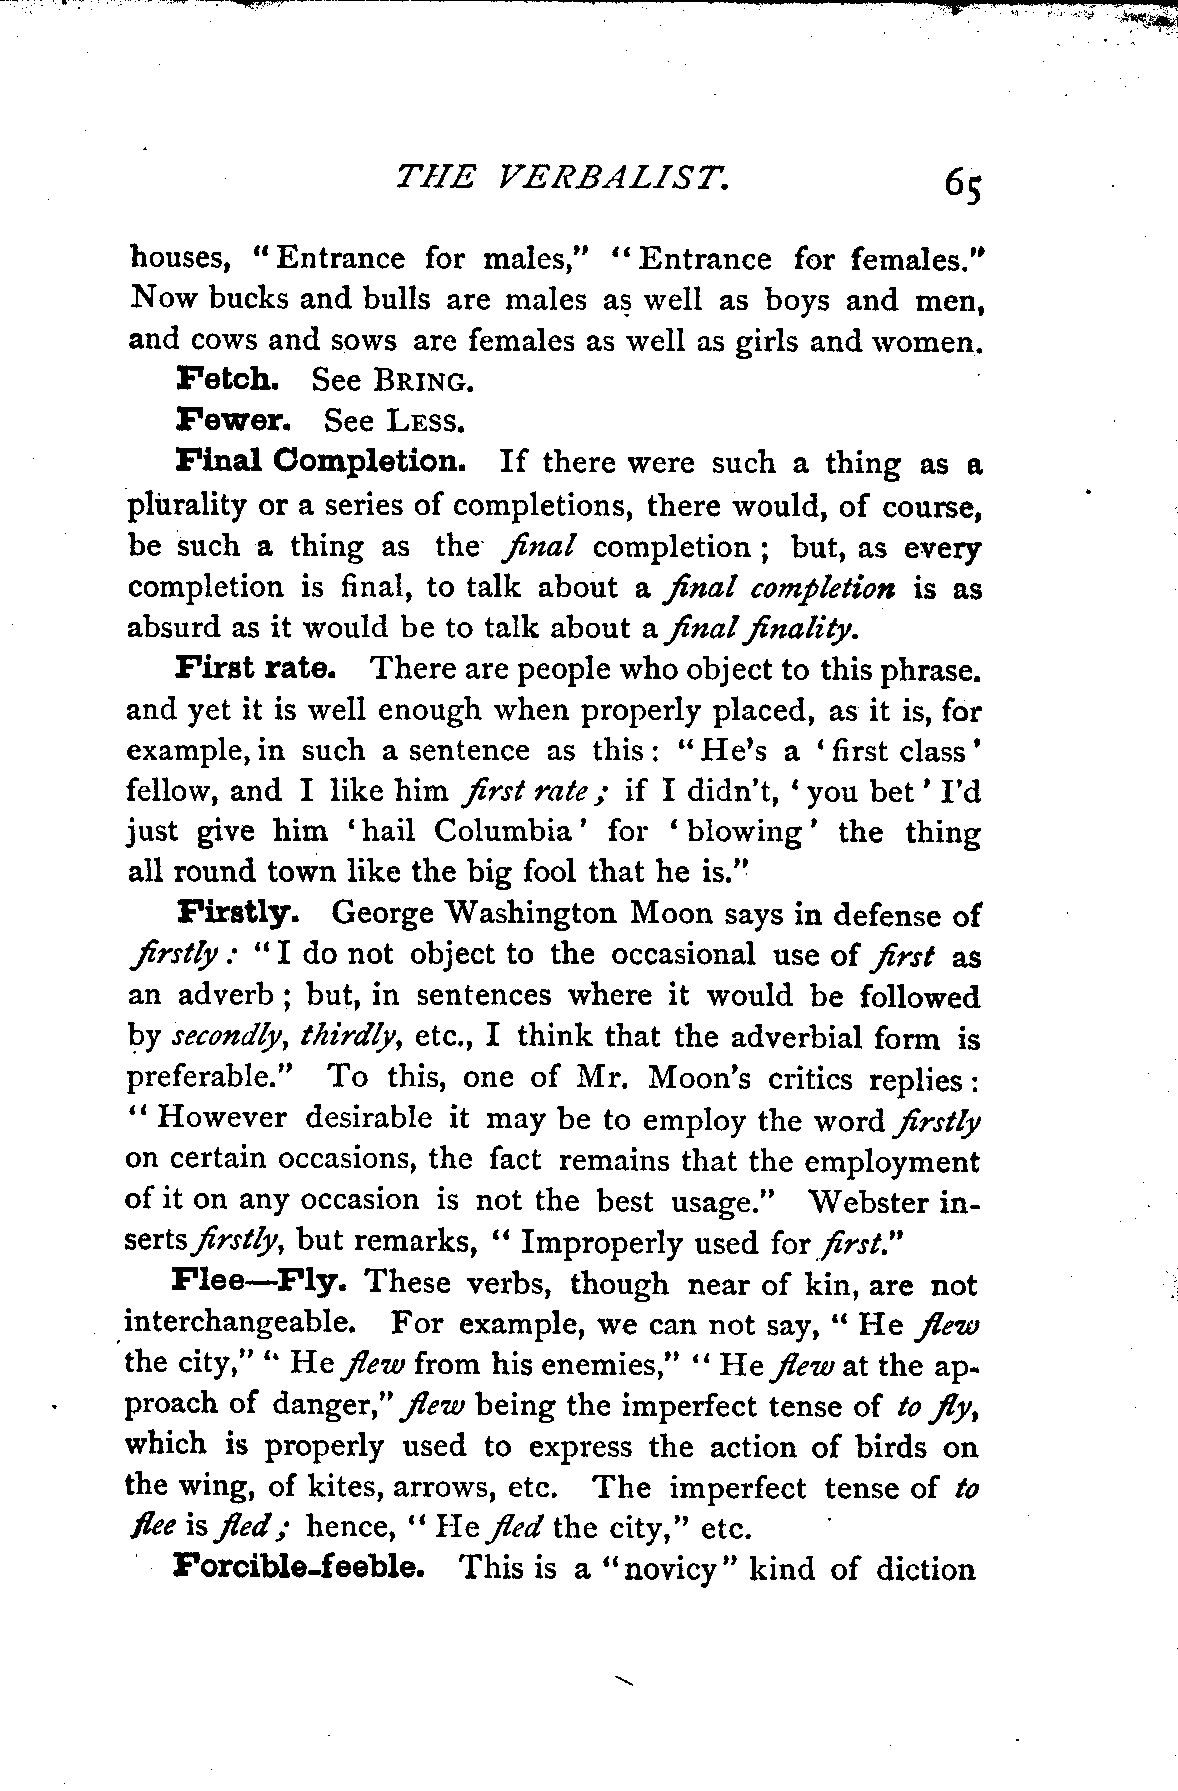 THE VERBALIST. 65
houses, "Entrance for males," "Entrance for females."
Now bucks and bulls are males as well as boys and men,
and cows and sows are females as well as girls and women.
Fetch. See BRING.
Fewer. See LESS.
Final Completion. If there were such a thing as a
plurality or a series of completions, there would, of course,
be such a thing as the final completion; but, as every
completion is final, to talk about a final completion is as
absurd as it would be to talk about a final finality.
First rate. There are people who object to this phrase.
and yet it is well enough when properly placed, as it is, for
example, in such a sentence as this: "He's a 'first class'
fellow, and I like him first rate; if I didn't, 'you bet' I'd
just give him 'hail Columbia' for 'blowing' the thing
all round town like the big fool that he is."
Firstly. George Washington Moon says in defense of
firstly: "I do not object to the occasional use of first as
an adverb; but, in sentences where it would be followed
by secondly, thirdly, etc., I think that the adverbial form is
preferable." To this, one of Mr. Moon's critics replies:
"However desirable it may be to employ the word firstly
on certain occasions, the fact remains that the employment
of it on any occasion is not the best usage." Webster in-
serts firstly, but remarks, "Improperly used for first."
Flee—Fly. These verbs, though near of kin, are not
interchangeable. For example, we can not say, "He flew
the city," "He flew from his enemies," "He flew at the ap-
proach of danger," flew being the imperfect tense of to fly,
which is properly used to express the action of birds on
the wing, of kites, arrows, etc. The imperfect tense of to
flee is fled; hence, "He fled the city," etc.
Forcible-feeble. This is a "novicy" kind of diction